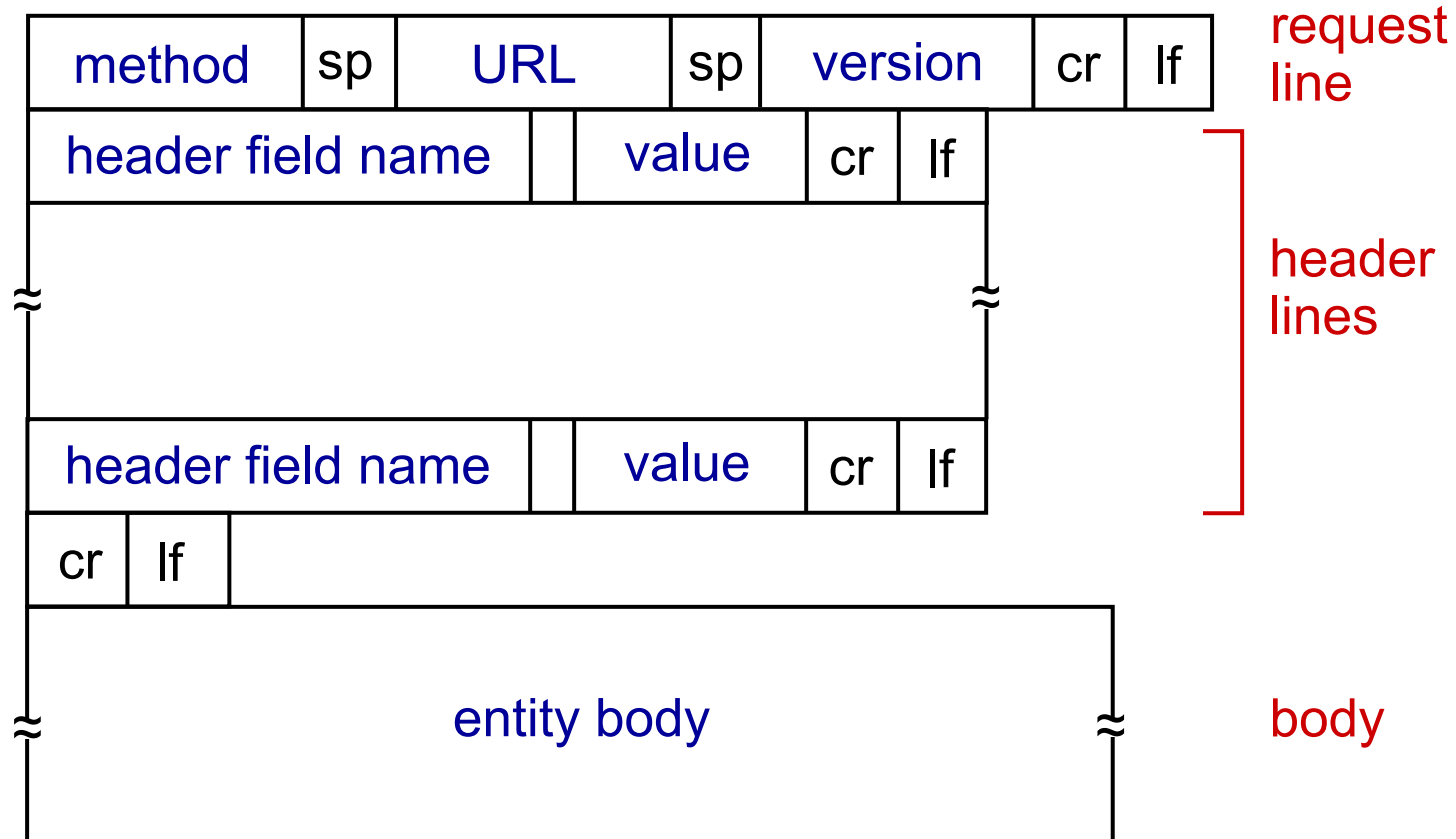 method sp URL sp version cr lf
request
line
header field name value cr lf
header
lines
≈ ≈
header field name value cr lf
cr lf
≈ entity body ≈
body